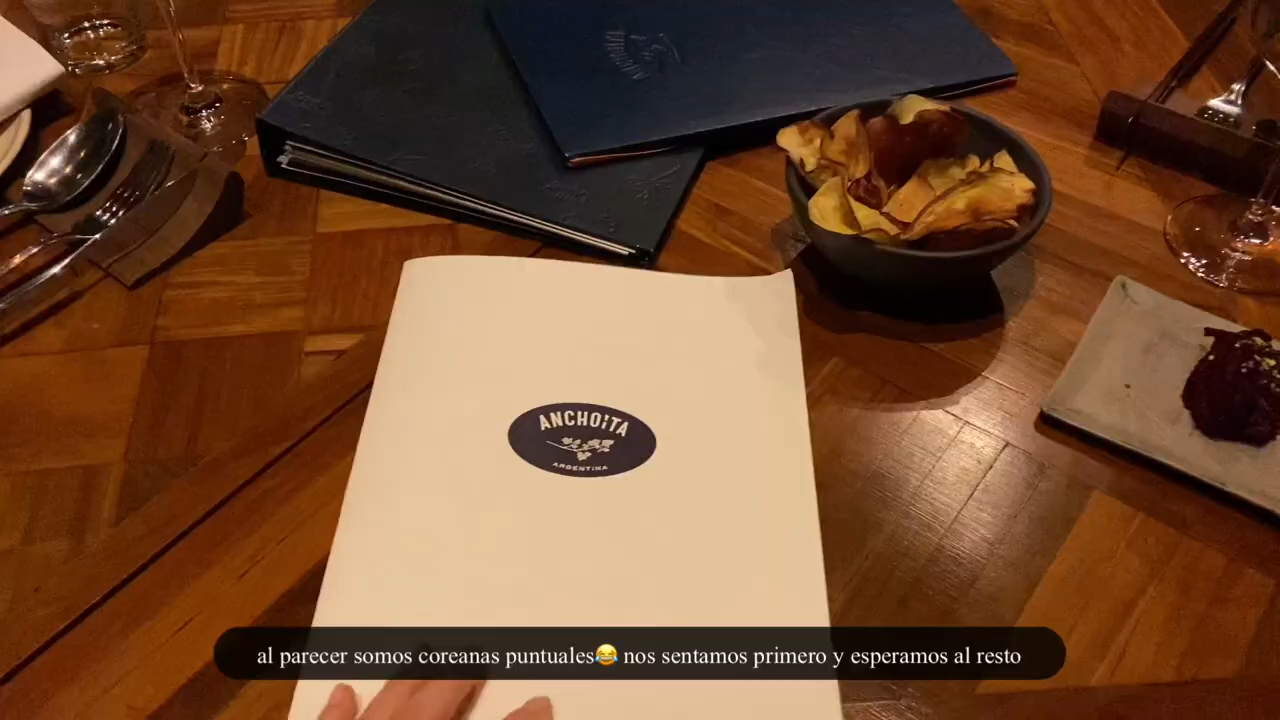 ANCHOITA
ARGENTINA
al parecer somos coreanas puntuales😂 nos sentamos primero y esperamos al resto